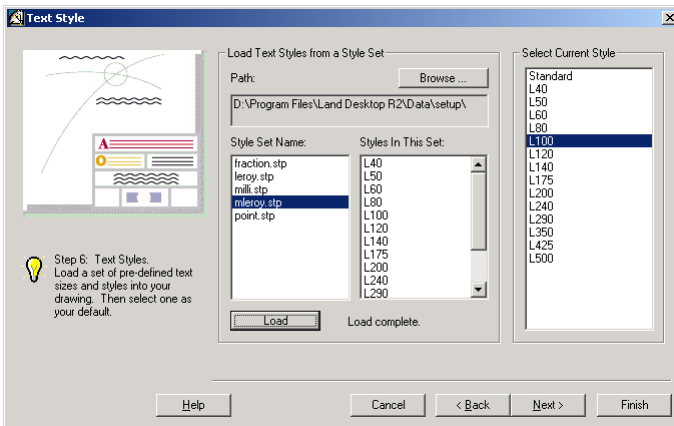 Text Style
Load Text Styles from a Style Set
Path:
Browse ...
D:\Program Files\Land Desktop R2\Data\setup\
Style Set Name:
fraction.stp
leroy.stp
milli.stp
mleroy.stp
point.stp
Styles In This Set:
L40
L50
L60
L80
L100
L120
L140
L175
L200
L240
L290
Load
Load complete.
Select Current Style
Standard
L40
L50
L60
L80
L100
L120
L140
L175
L200
L240
L290
L350
L425
L500
A
O
Step 6: Text Styles.
Load a set of pre-defined text
sizes and styles into your
drawing. Then select one as
your default.
Help
Cancel
< Back
Next >
Finish